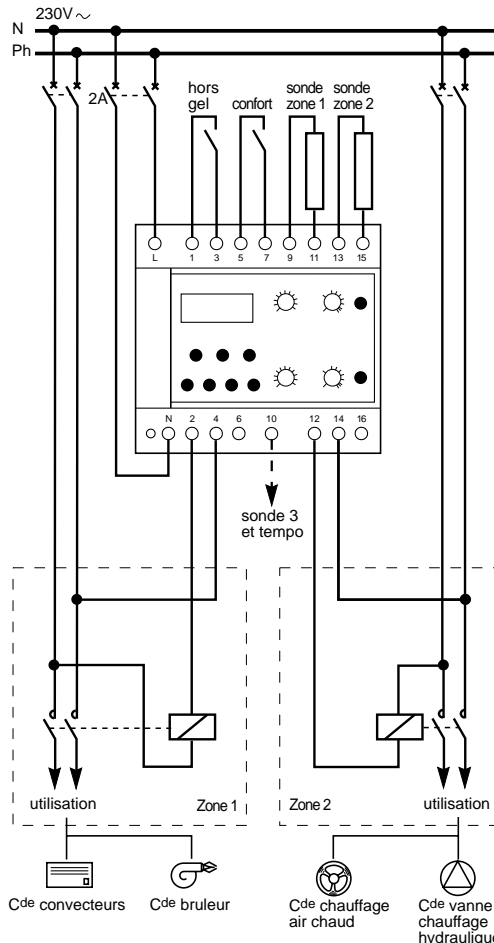 230V ~
N
Ph
2A
hors
gel
confort
sonde
zone 1
sonde
zone 2
L 1 3 5 7 9 11 13 15
N 2 4 6 10 12 14 16
sonde 3
et tempo
utilisation
Zone 1
Zone 2
utilisation
Cde convecteurs
Cde bruleur
Cde chauffage
air chaud
Cde vanne
chauffage
hydraulique